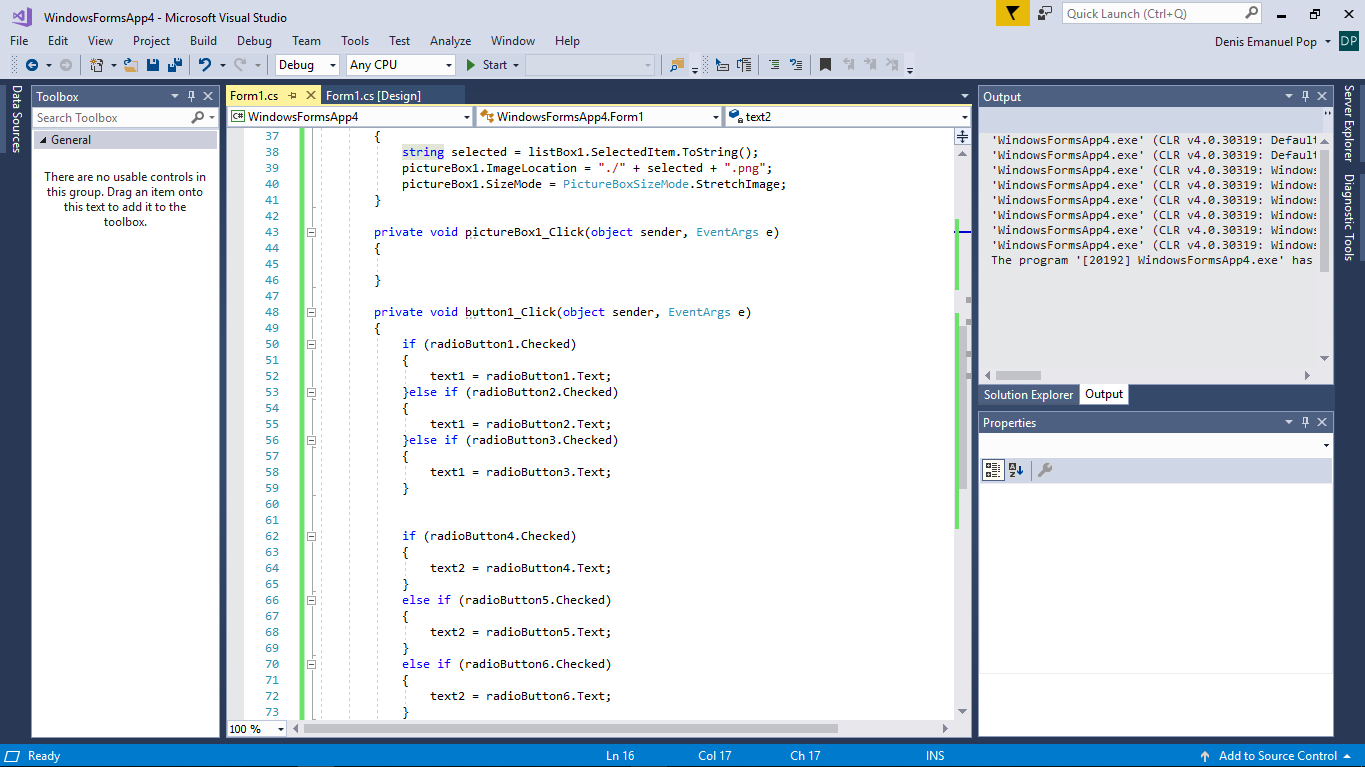 WindowsFormsApp4 - Microsoft Visual Studio
Quick Launch (Ctrl+Q)
File Edit View Project Build Debug Team Tools Test Analyze Window Help
Denis Emanuel Pop
DP
Debug Any CPU Start
Data Sources
Toolbox
Search Toolbox
General
There are no usable controls in
this group. Drag an item onto
this text to add it to the
toolbox.
Form1.cs Form1.cs [Design]
C# WindowsFormsApp4 WindowsFormsApp4.Form1 text2
37 {
38 string selected = listBox1.SelectedItem.ToString();
39 pictureBox1.ImageLocation = "./" + selected + ".png";
40 pictureBox1.SizeMode = PictureBoxSizeMode.StretchImage;
41 }
42
43 private void pictureBox1_Click(object sender, EventArgs e)
44 {
45
46 }
47
48 private void button1_Click(object sender, EventArgs e)
49 {
50 if (radioButton1.Checked)
51 {
52 text1 = radioButton1.Text;
53 }else if (radioButton2.Checked)
54 {
55 text1 = radioButton2.Text;
56 }else if (radioButton3.Checked)
57 {
58 text1 = radioButton3.Text;
59 }
60
61
62 if (radioButton4.Checked)
63 {
64 text2 = radioButton4.Text;
65 }
66 else if (radioButton5.Checked)
67 {
68 text2 = radioButton5.Text;
69 }
70 else if (radioButton6.Checked)
71 {
72 text2 = radioButton6.Text;
73 }
100 %
Output
'WindowsFormsApp4.exe' (CLR v4.0.30319: Default
'WindowsFormsApp4.exe' (CLR v4.0.30319: Default
'WindowsFormsApp4.exe' (CLR v4.0.30319: Windows
'WindowsFormsApp4.exe' (CLR v4.0.30319: Windows
'WindowsFormsApp4.exe' (CLR v4.0.30319: Windows
'WindowsFormsApp4.exe' (CLR v4.0.30319: Windows
'WindowsFormsApp4.exe' (CLR v4.0.30319: Windows
'WindowsFormsApp4.exe' (CLR v4.0.30319: Windows
The program '[20192] WindowsFormsApp4.exe' has
Solution Explorer Output
Properties
Server Explorer
Diagnostic Tools
Ready Ln 16 Col 17 Ch 17 INS Add to Source Control